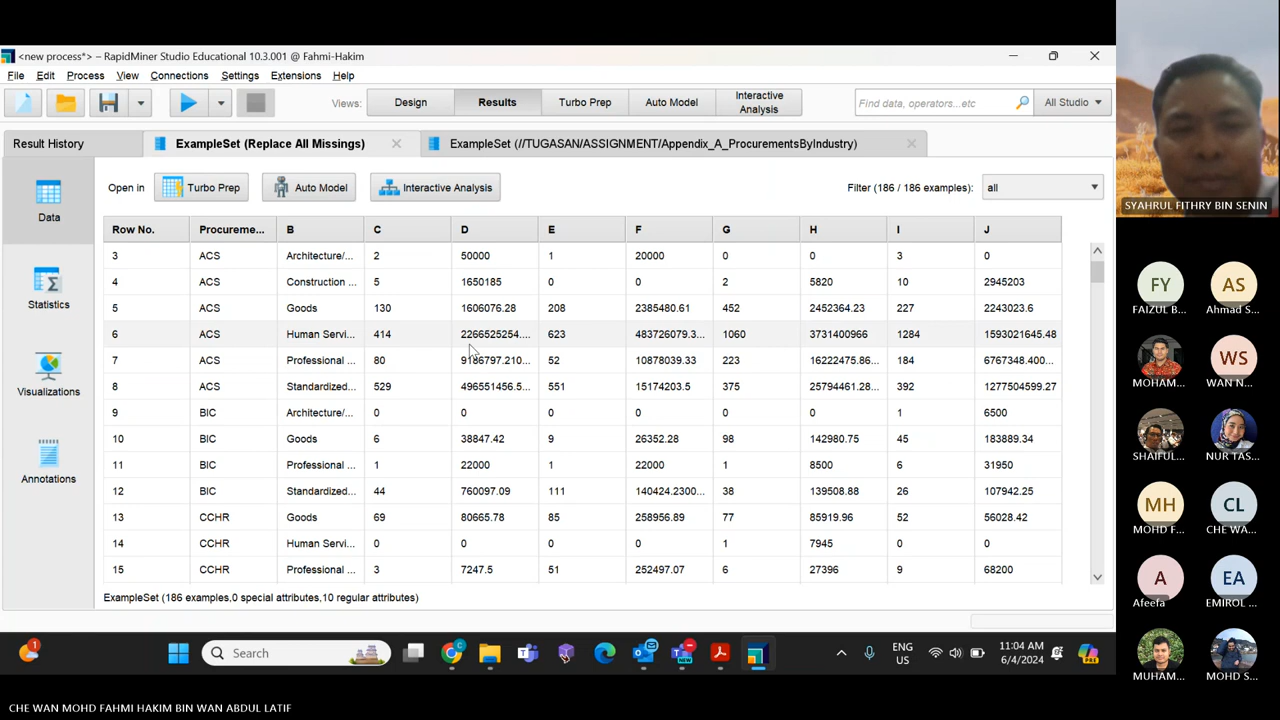 <new process*> – RapidMiner Studio Educational 10.3.001 @ Fahmi-Hakim
File Edit Process View Connections Settings Extensions Help
Views: Design Results Turbo Prep Auto Model Interactive Analysis Find data, operators...etc All Studio
Result History ExampleSet (Replace All Missings) ExampleSet (//TUGASAN/ASSIGNMENT/Appendix_A_ProcurementsByIndustry)
Data
Statistics
Visualizations
Annotations
Open in Turbo Prep Auto Model Interactive Analysis Filter (186 / 186 examples): all
Row No. Procureme... B C D E F G H I J
3 ACS Architecture/... 2 50000 1 20000 0 0 3 0
4 ACS Construction ... 5 1650185 0 0 2 5820 10 2945203
5 ACS Goods 130 1606076.28 208 2385480.61 452 2452364.23 227 2243023.6
6 ACS Human Servi... 414 2266525254.... 623 483726079.3... 1060 3731400966 1284 1593021645.48
7 ACS Professional ... 80 797.210... 52 10878039.33 223 16222475.86... 184 6767348.400...
8 ACS Standardized... 529 496551456.5... 551 15174203.5 375 25794461.28... 392 1277504599.27
9 BIC Architecture/... 0 0 0 0 0 0 1 6500
10 BIC Goods 6 38847.42 9 26352.28 98 142980.75 45 183889.34
11 BIC Professional ... 1 22000 1 22000 1 8500 6 31950
12 BIC Standardized... 44 760097.09 111 140424.2300... 38 139508.88 26 107942.25
13 CCHR Goods 69 80665.78 85 258956.89 77 85919.96 52 56028.42
14 CCHR Human Servi... 0 0 0 0 1 7945 0 0
15 CCHR Professional ... 3 7247.5 51 252497.07 6 27396 9 68200
ExampleSet (186 examples,0 special attributes,10 regular attributes)
1 Search NEW ENG US 11:04 AM 6/4/2024 PRE
CHE WAN MOHD FAHMI HAKIM BIN WAN ABDUL LATIF
SYAHRUL FITHRY BIN SENIN
FY AS
FAIZUL B... Ahmad S...
WS
MOHAM... WAN N...
SHAIFUL... NUR TAS...
MH CL
MOHD F... CHE WA...
A EA
Afeefa EMIROL ...
MUHAM... MOHD S...